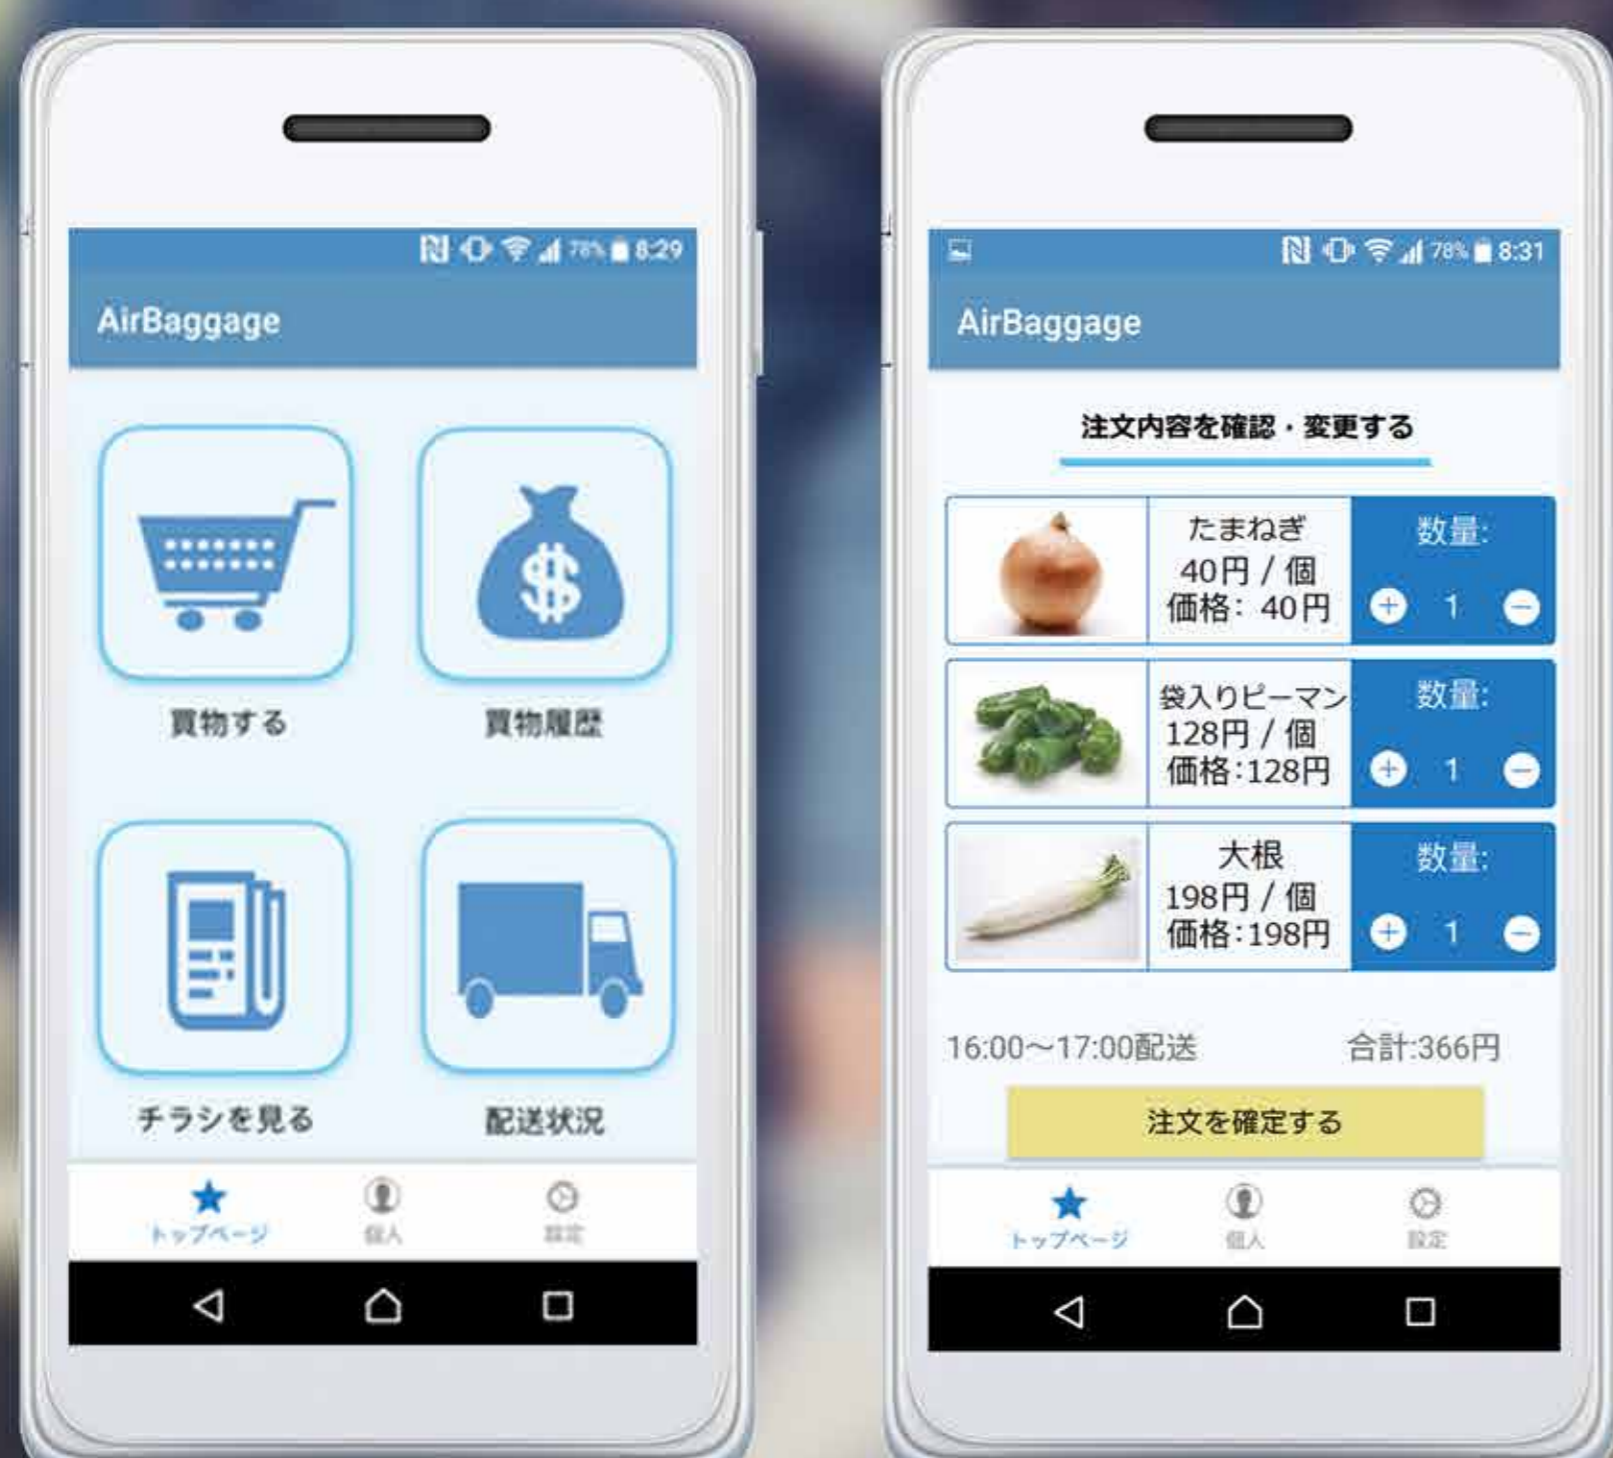 78% 8:29
AirBaggage
買物する
買物履歴
チラシを見る
配送状況
トップページ
個人
設定
78% 8:31
AirBaggage
注文内容を確認・変更する
たまねぎ
40円 / 個
価格: 40円
数量:
1
袋入りピーマン
128円 / 個
価格:128円
数量:
1
大根
198円 / 個
価格:198円
数量:
1
16:00～17:00配送
合計:366円
注文を確定する
トップページ
個人
設定